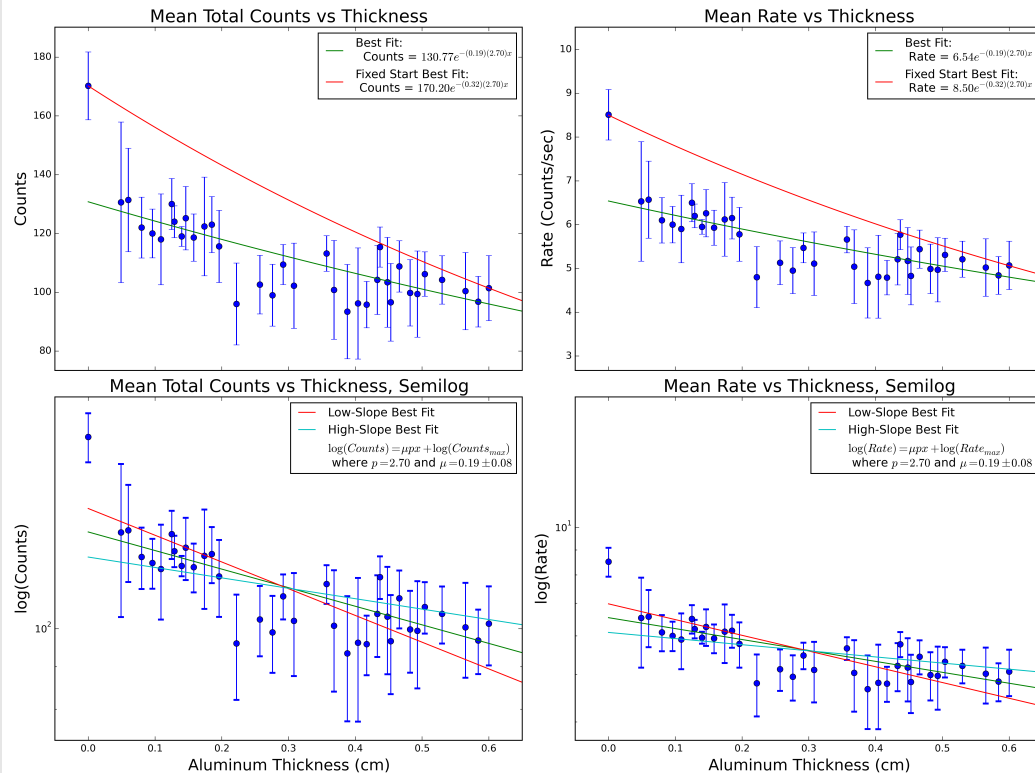 Mean Total Counts vs Thickness
Counts
180
160
140
120
100
80
Best Fit:
Counts = 130.77e^{-(0.19)(2.70)x}
Fixed Start Best Fit:
Counts = 170.20e^{-(0.32)(2.70)x}
Mean Rate vs Thickness
Rate (Counts/sec)
10
9
8
7
6
5
4
3
Best Fit:
Rate = 6.54e^{-(0.19)(2.70)x}
Fixed Start Best Fit:
Rate = 8.50e^{-(0.32)(2.70)x}
Mean Total Counts vs Thickness, Semilog
log(Counts)
10^2
Low-Slope Best Fit
High-Slope Best Fit
log(Counts) = μpx + log(Counts_{max})
where p = 2.70 and μ = 0.19 ± 0.08
0.0 0.1 0.2 0.3 0.4 0.5 0.6
Aluminum Thickness (cm)
Mean Rate vs Thickness, Semilog
log(Rate)
10^1
Low-Slope Best Fit
High-Slope Best Fit
log(Rate) = μpx + log(Rate_{max})
where p = 2.70 and μ = 0.19 ± 0.08
0.0 0.1 0.2 0.3 0.4 0.5 0.6
Aluminum Thickness (cm)